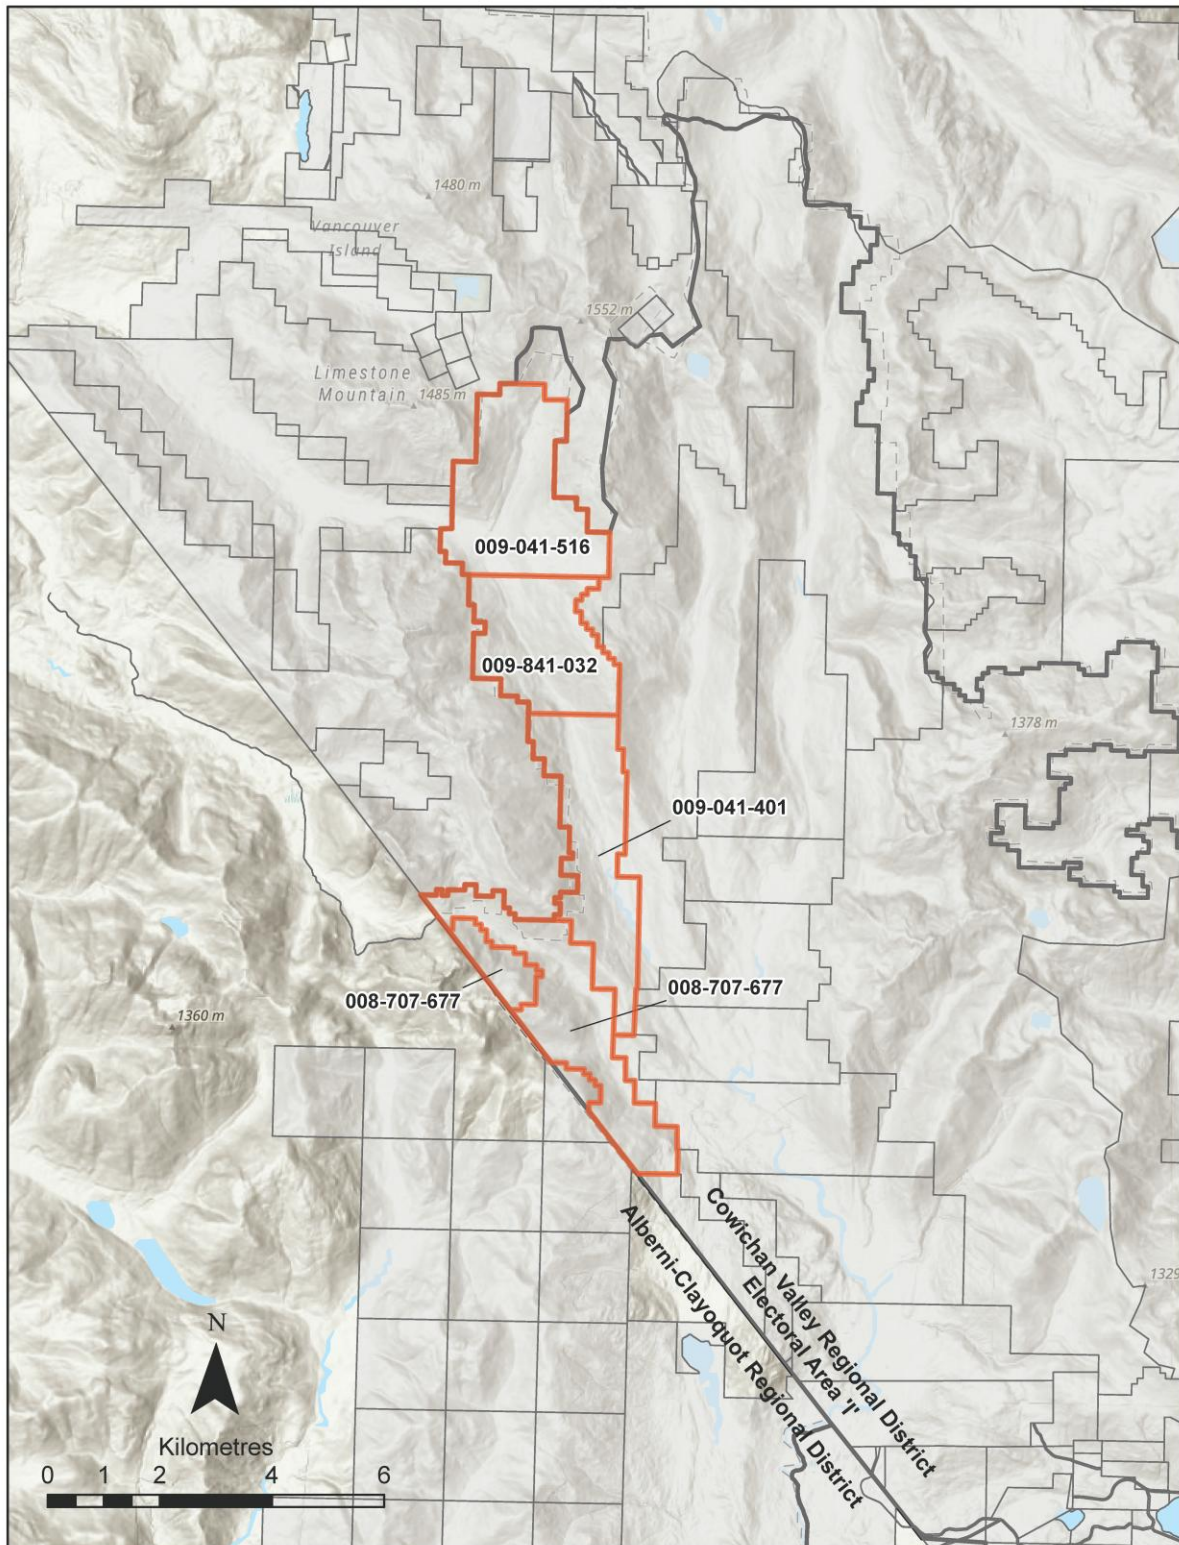 1480 m
Vancouver
Island
1552 m
Limestone
Mountain
1485 m
009-041-516
009-841-032
1378 m
009-041-401
008-707-677
008-707-677
1360 m
Cowichan Valley Regional District
Electoral Area 'I'
Alberni-Clayoquot Regional District
1329
N
Kilometres
0 1 2 4 6